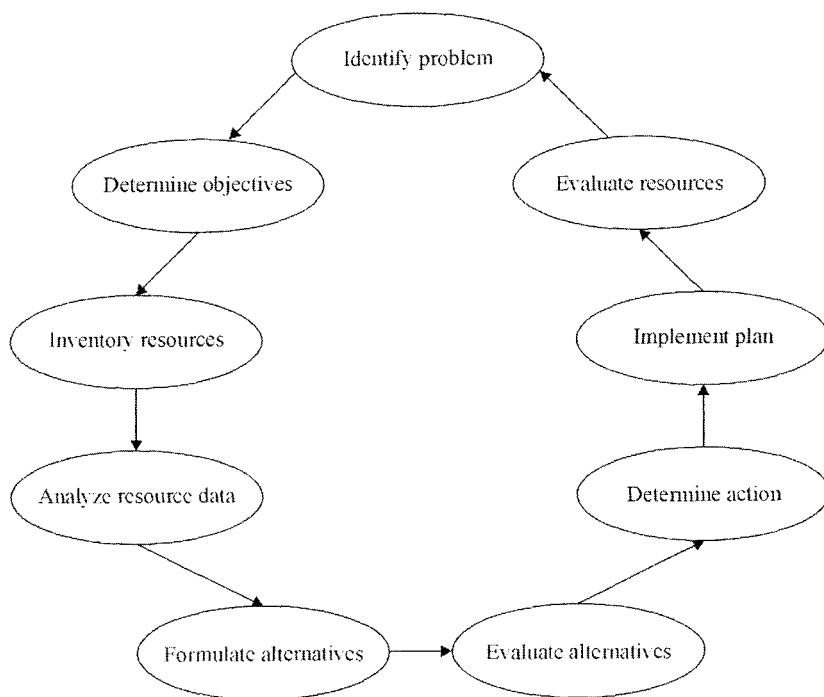 Identify problem
Determine objectives
Inventory resources
Analyze resource data
Formulate alternatives
Evaluate alternatives
Determine action
Implement plan
Evaluate resources